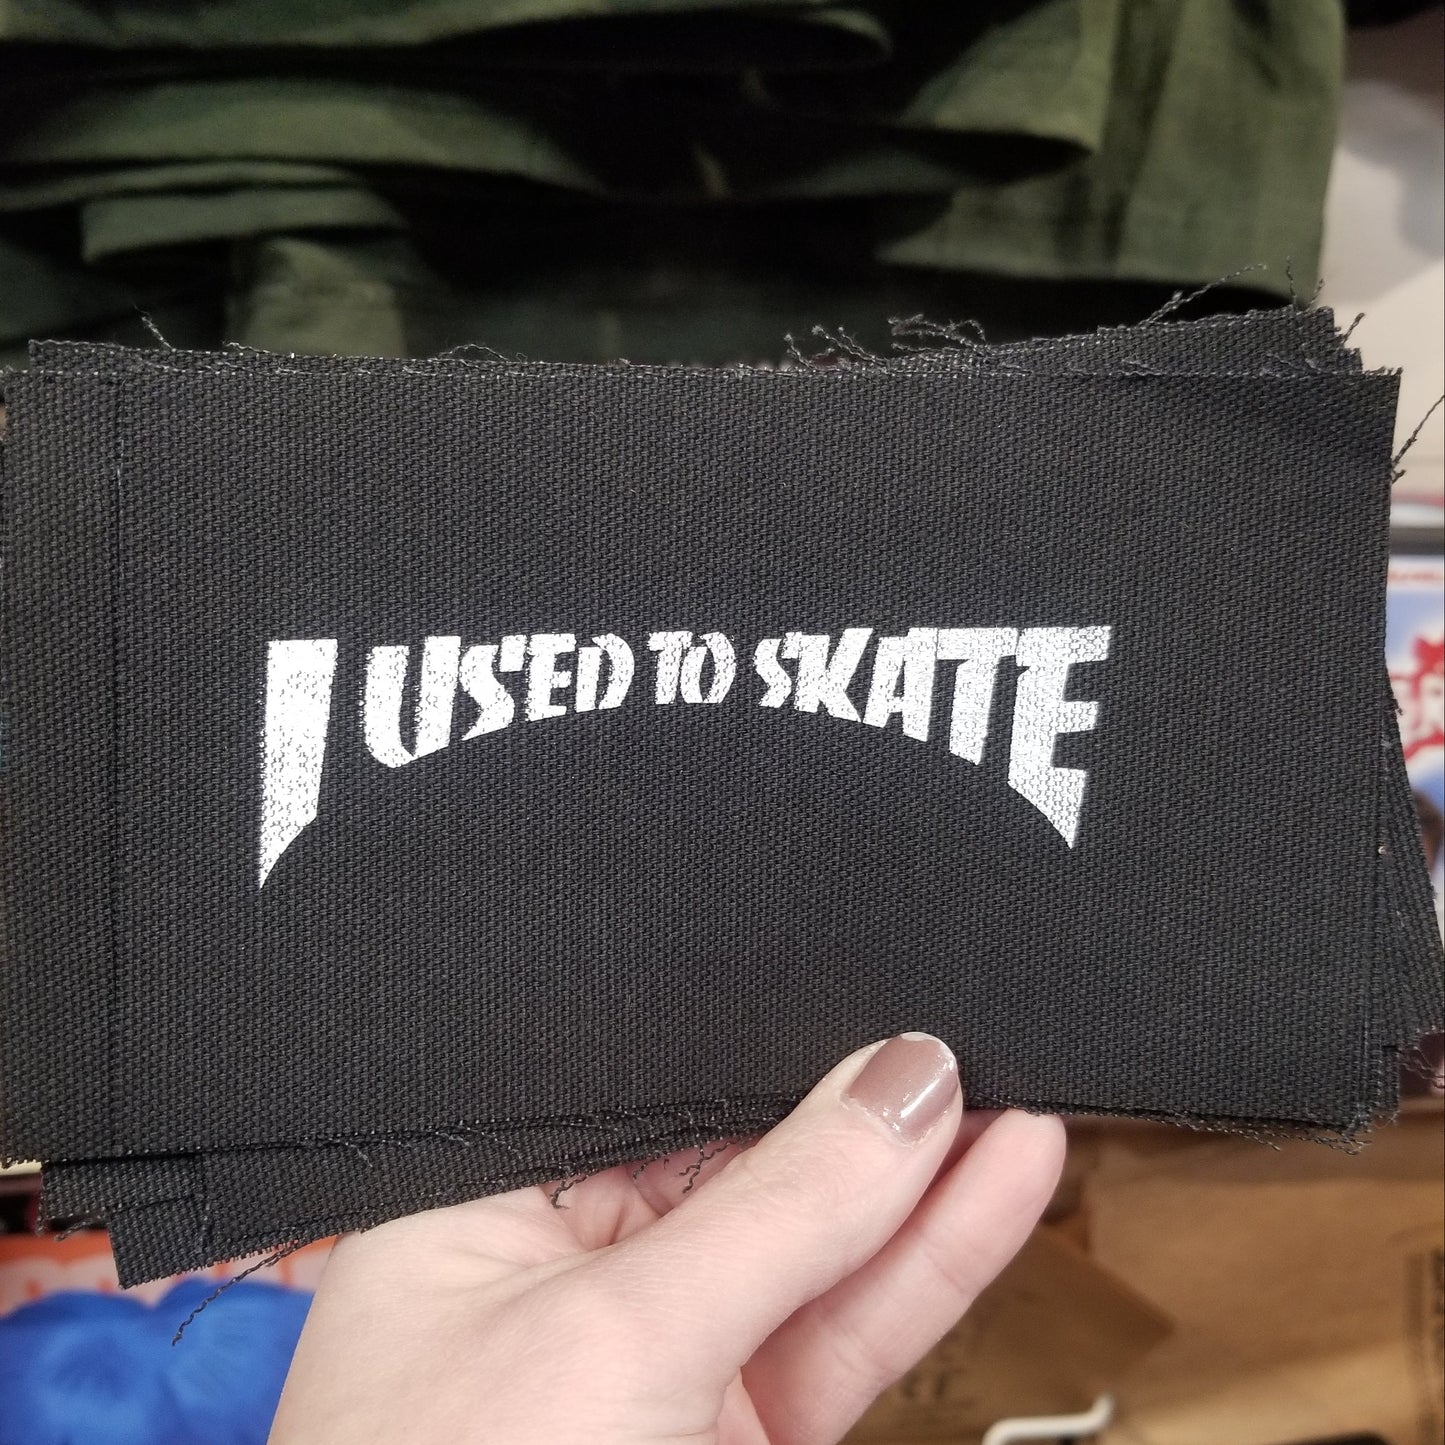 I USED TO SKATE